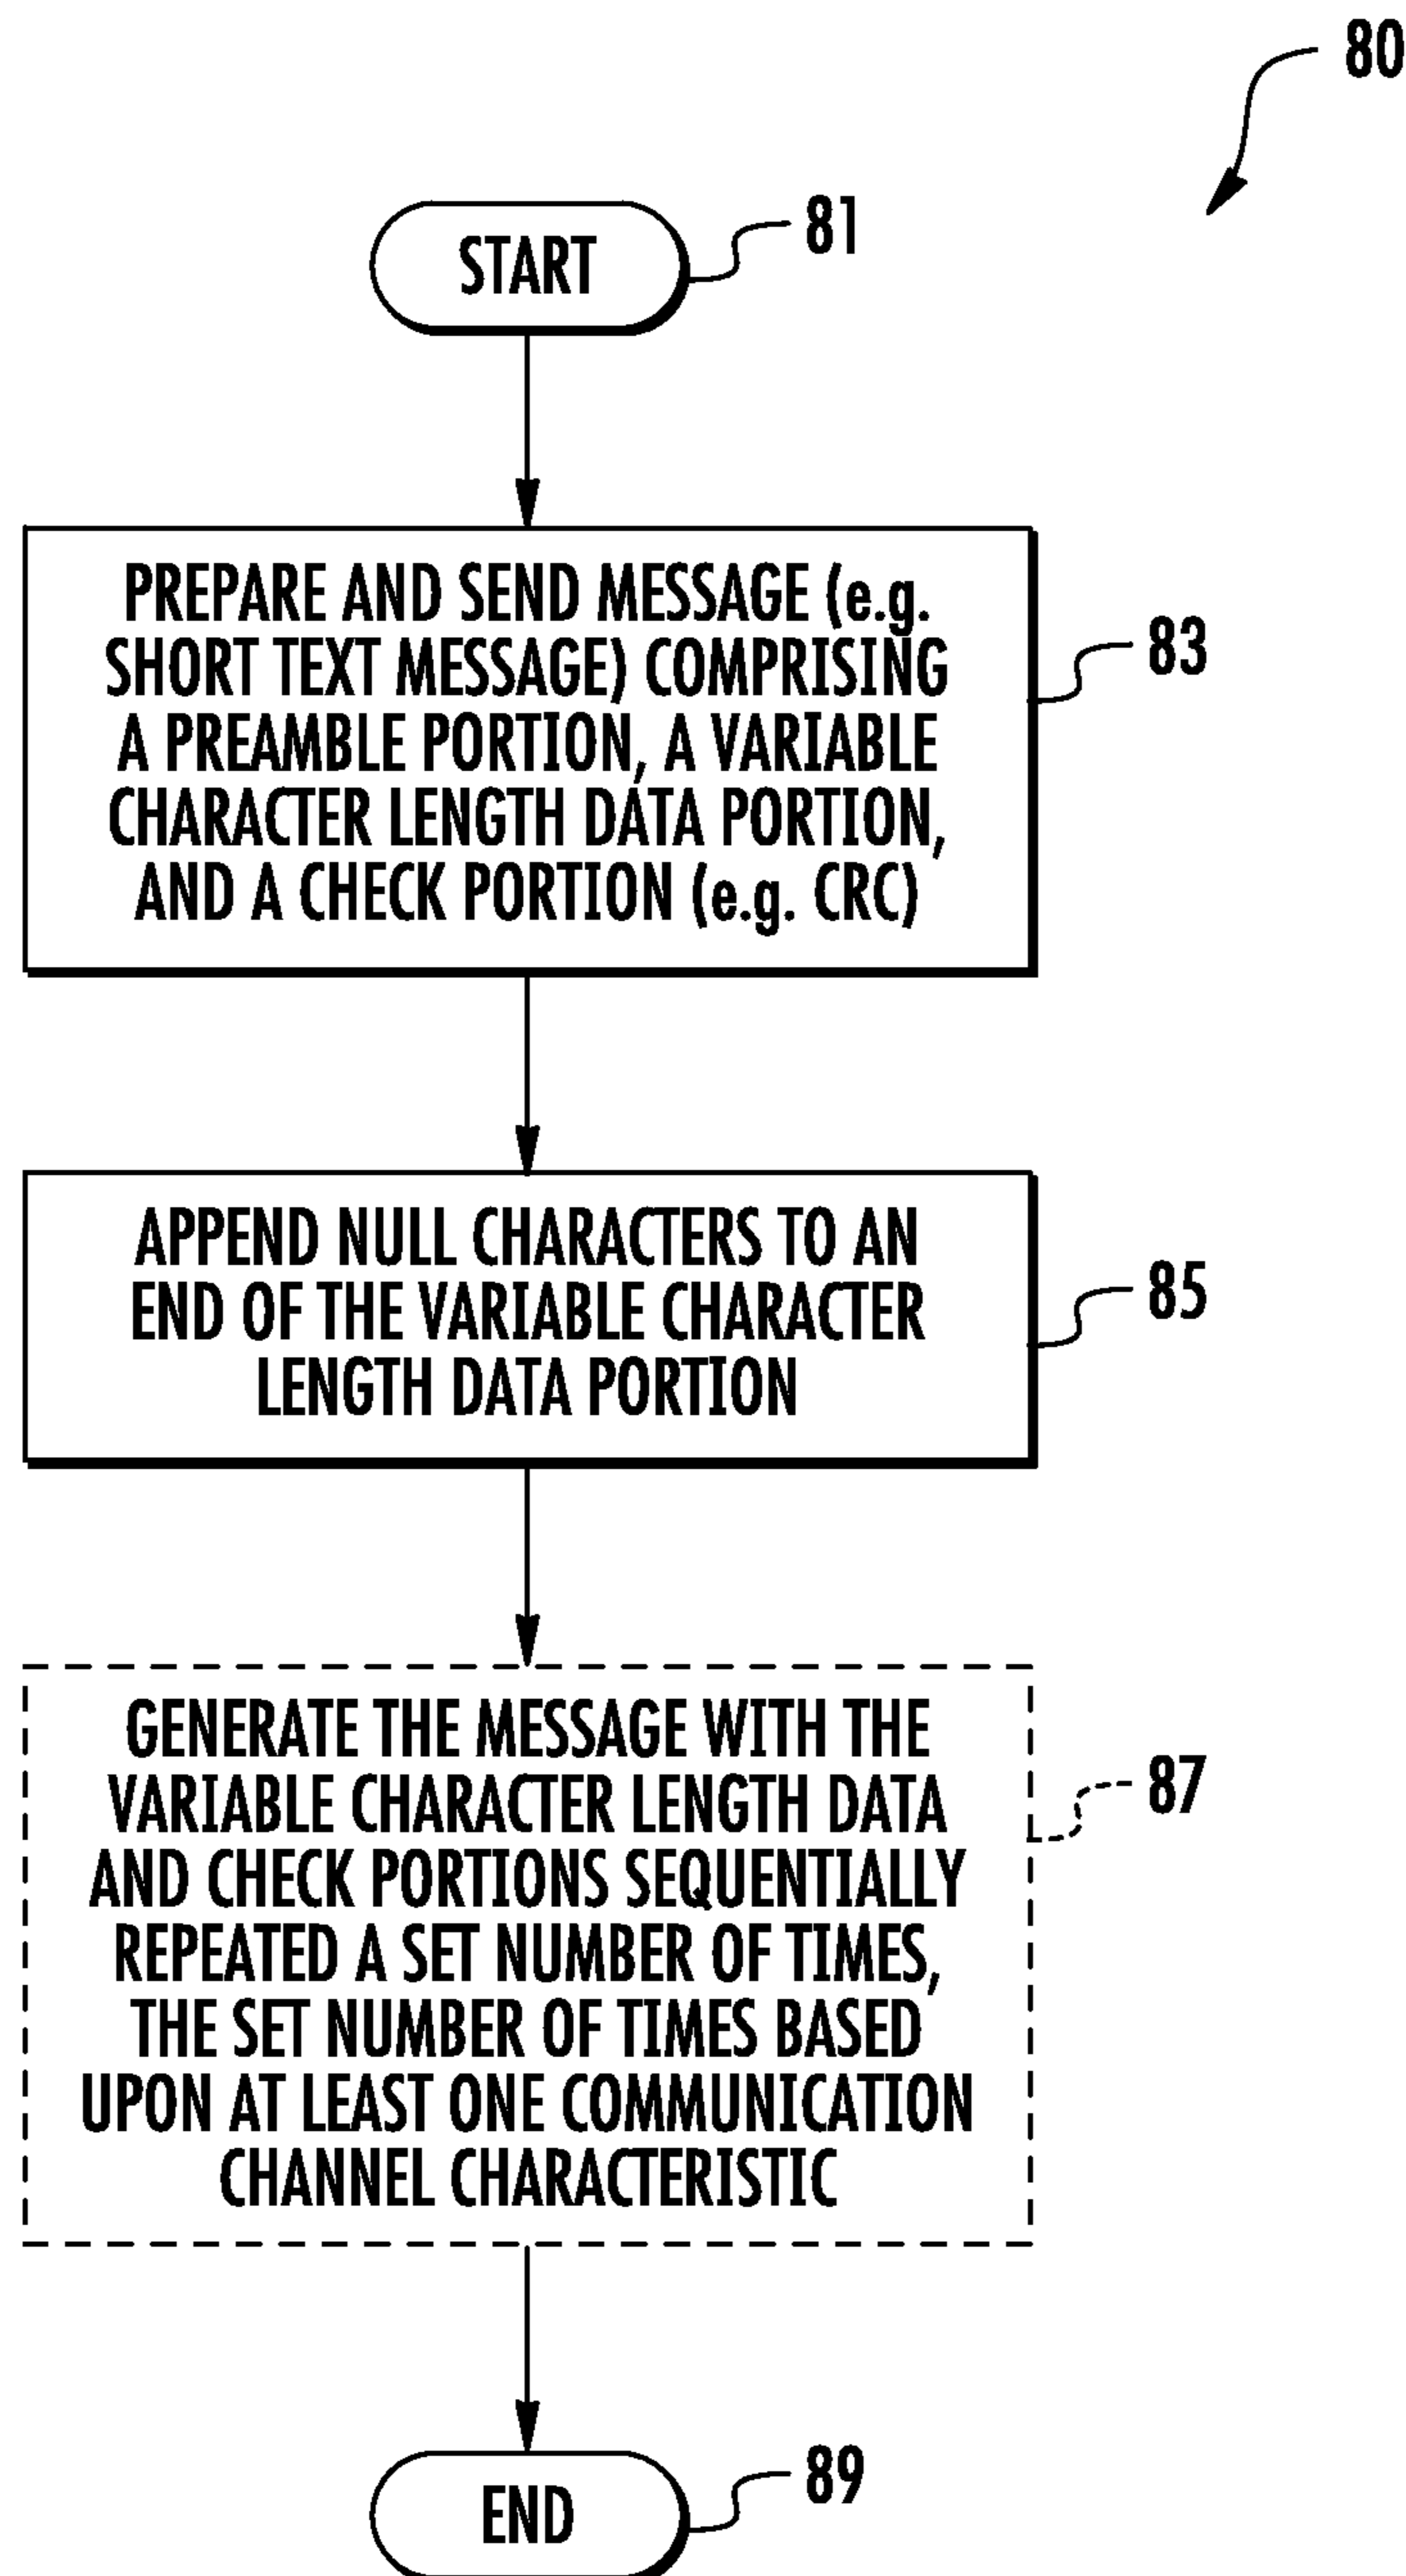 80
START
81
PREPARE AND SEND MESSAGE (e.g.
SHORT TEXT MESSAGE) COMPRISING
A PREAMBLE PORTION, A VARIABLE
CHARACTER LENGTH DATA PORTION,
AND A CHECK PORTION (e.g. CRC)
83
APPEND NULL CHARACTERS TO AN
END OF THE VARIABLE CHARACTER
LENGTH DATA PORTION
85
GENERATE THE MESSAGE WITH THE
VARIABLE CHARACTER LENGTH DATA
AND CHECK PORTIONS SEQUENTIALLY
REPEATED A SET NUMBER OF TIMES,
THE SET NUMBER OF TIMES BASED
UPON AT LEAST ONE COMMUNICATION
CHANNEL CHARACTERISTIC
87
END
89